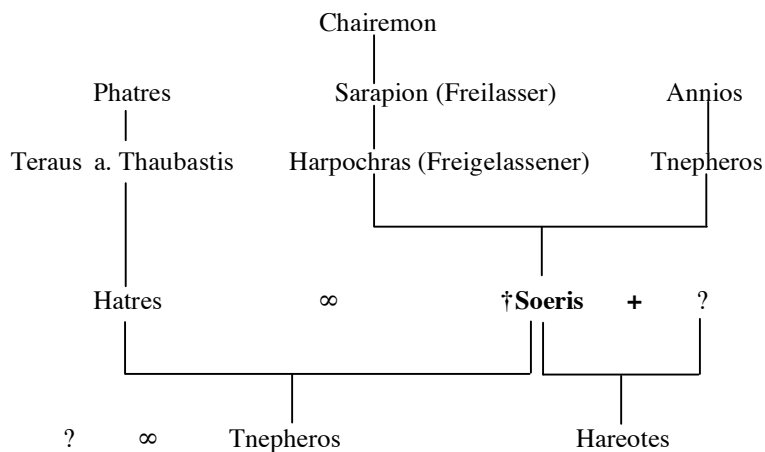 Chairemon
Phatres Sarapion (Freilasser) Annios
Teraus a. Thaubastis Harpochras (Freigelassener) Tnepheros
Hatres ∞ †Soeris + ?
? ∞ Tnepheros Hareotes